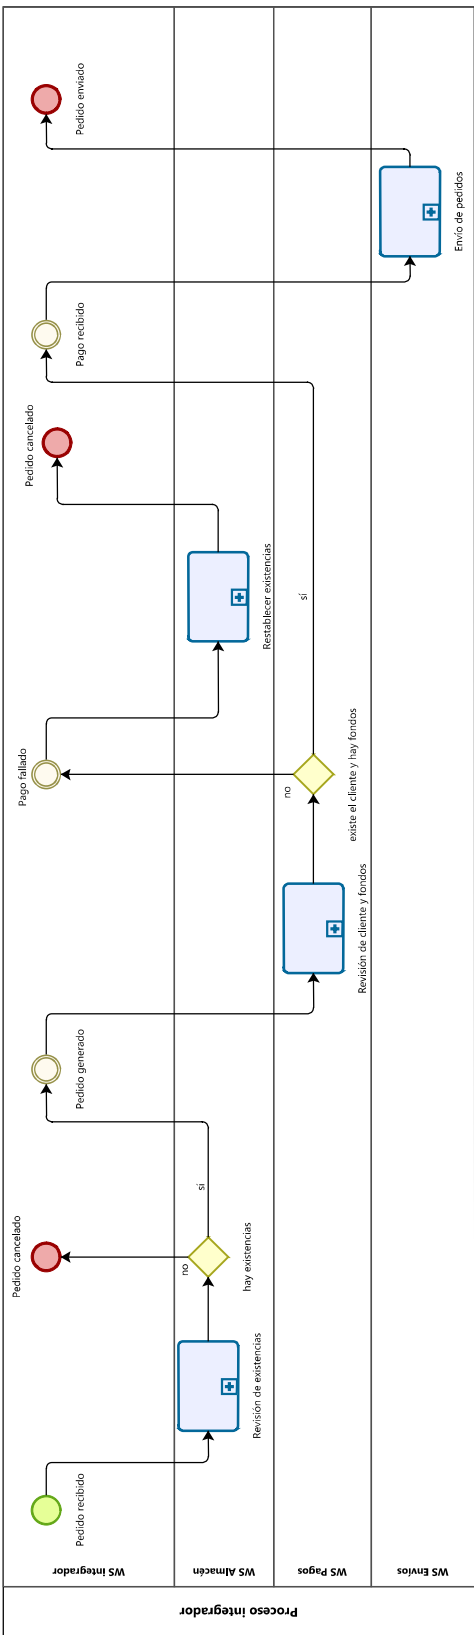 Proceso integrador
WS integrador
WS Almacén
WS Pagos
WS Envíos
Pedido recibido
Revisión de existencias
hay existencias
no
Pedido cancelado
sí
Pedido generado
Revisión de cliente y fondos
existe el cliente y hay fondos
no
Pago fallado
Restablecer existencias
Pedido cancelado
sí
Pago recibido
Envío de pedidos
Pedido enviado